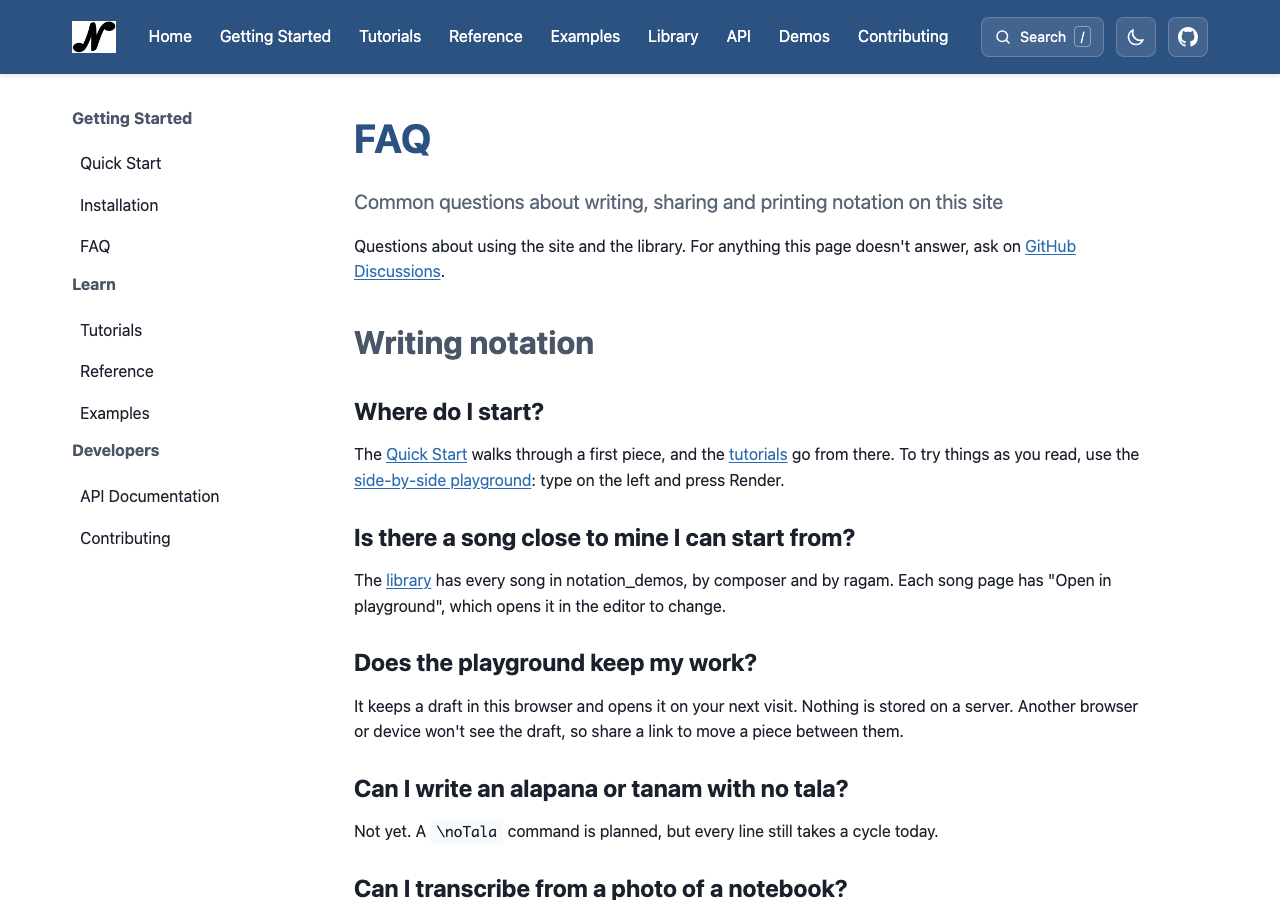 N
Home
Getting Started
Tutorials
Reference
Examples
Library
API
Demos
Contributing
Search /
Getting Started
Quick Start
Installation
FAQ
Learn
Tutorials
Reference
Examples
Developers
API Documentation
Contributing
FAQ
Common questions about writing, sharing and printing notation on this site
Questions about using the site and the library. For anything this page doesn't answer, ask on GitHub
Discussions.
Writing notation
Where do I start?
The Quick Start walks through a first piece, and the tutorials go from there. To try things as you read, use the
side-by-side playground: type on the left and press Render.
Is there a song close to mine I can start from?
The library has every song in notation_demos, by composer and by ragam. Each song page has "Open in
playground", which opens it in the editor to change.
Does the playground keep my work?
It keeps a draft in this browser and opens it on your next visit. Nothing is stored on a server. Another browser
or device won't see the draft, so share a link to move a piece between them.
Can I write an alapana or tanam with no tala?
Not yet. A \noTala command is planned, but every line still takes a cycle today.
Can I transcribe from a photo of a notebook?